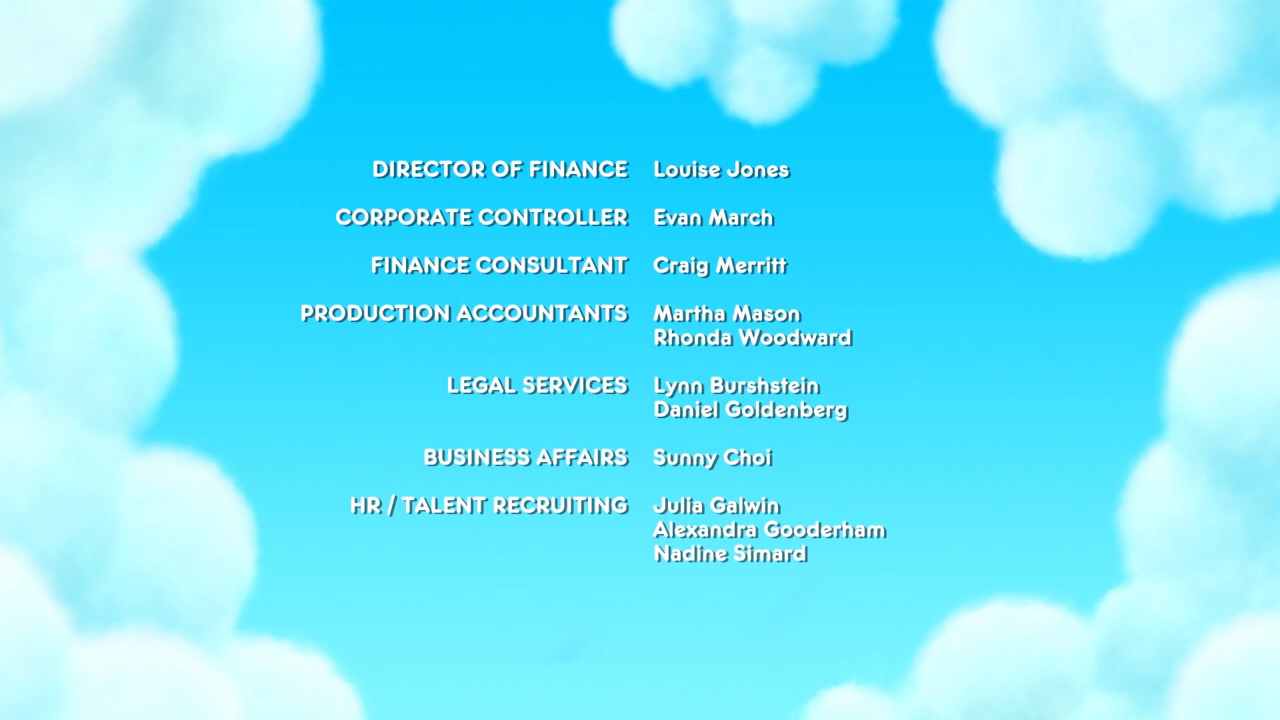 DIRECTOR OF FINANCE Louise Jones
CORPORATE CONTROLLER Evan March
FINANCE CONSULTANT Craig Merritt
PRODUCTION ACCOUNTANTS Martha Mason
Rhonda Woodward
LEGAL SERVICES Lynn Burshstein
Daniel Goldenberg
BUSINESS AFFAIRS Sunny Choi
HR / TALENT RECRUITING Julia Galwin
Alexandra Gooderham
Nadine Simard